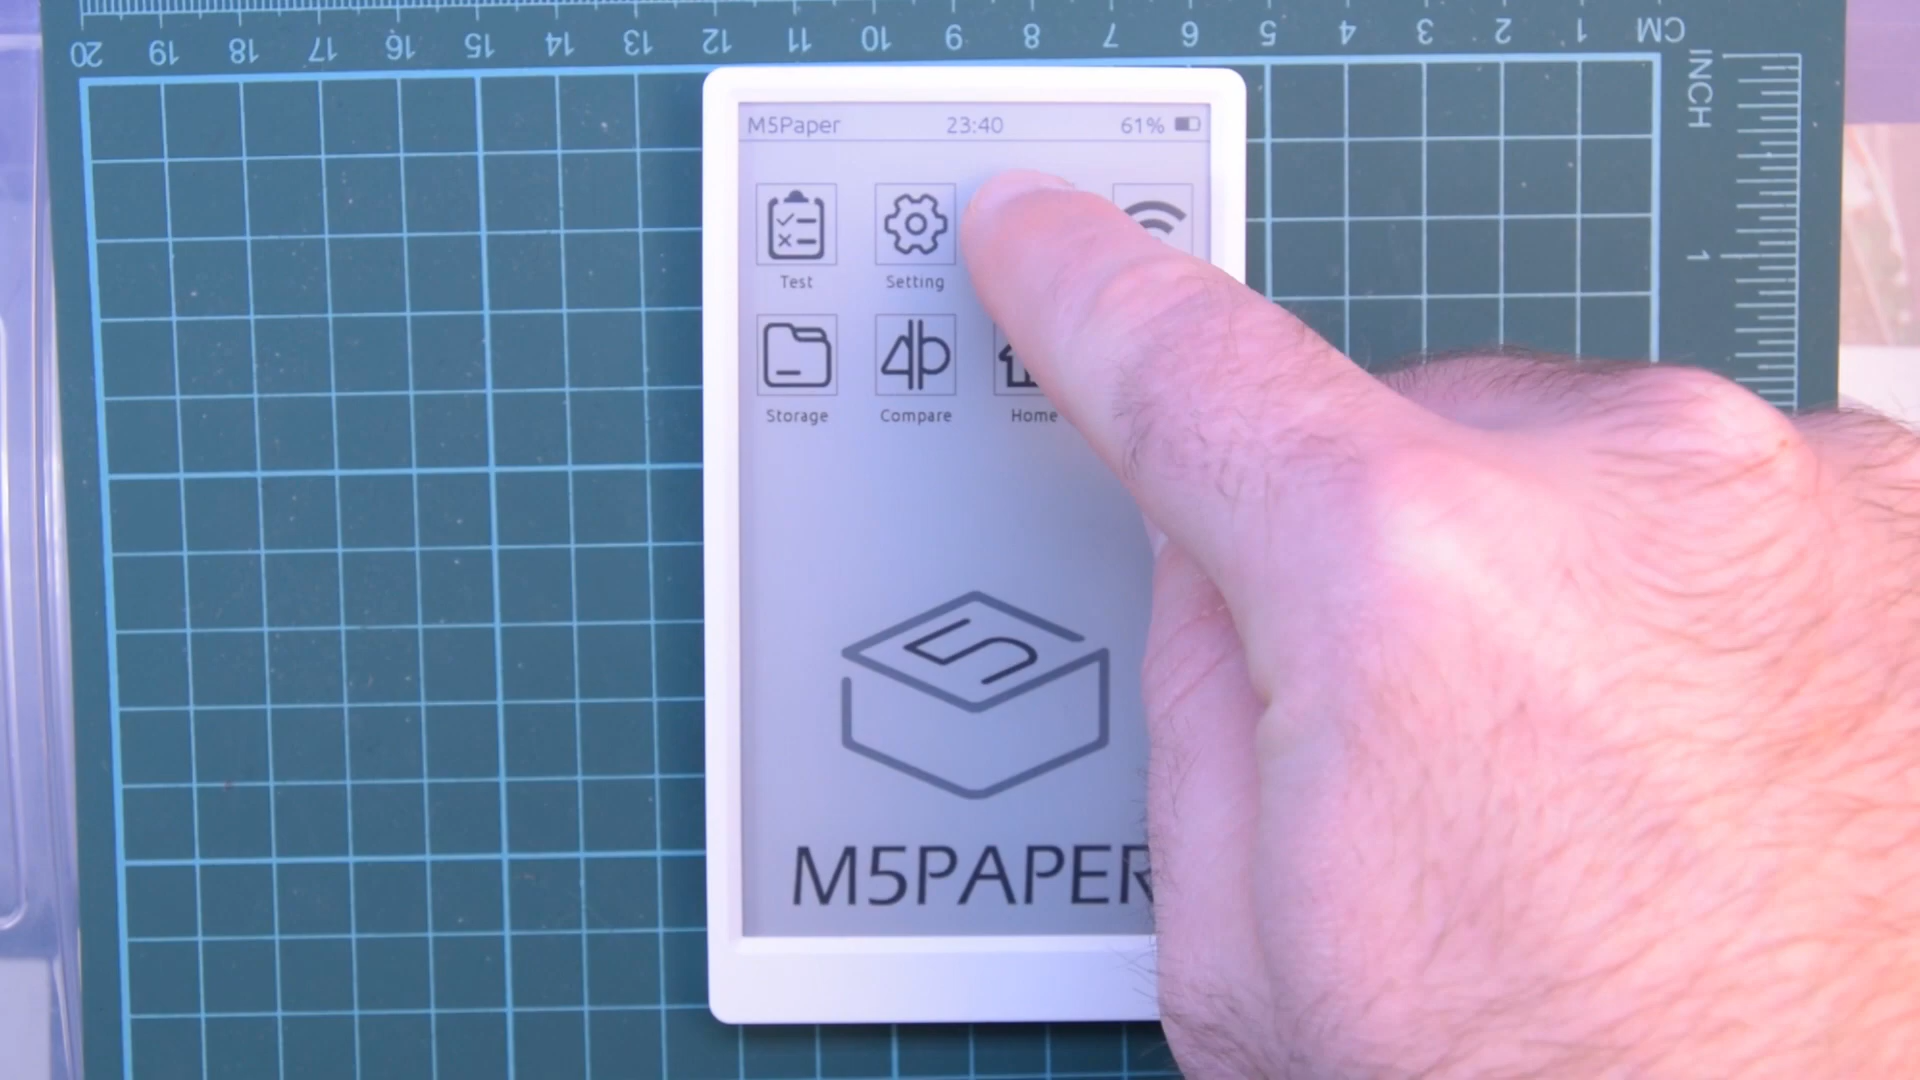 20 19 18 17 16 15 14 13 12 11 10 9 8 7 6 5 4 3 2 1 CM
INCH
1
M5Paper 23:40 61%
Test Setting
Storage Compare Home
5
M5PAPER